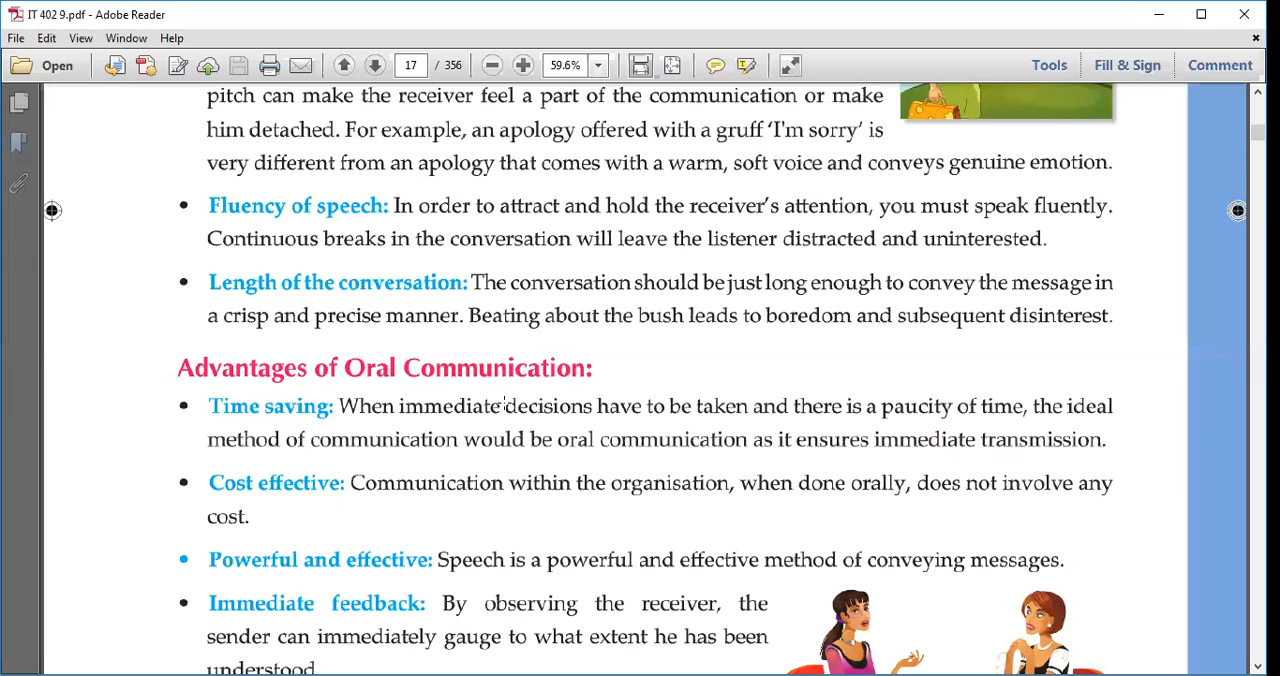 IT 402 9.pdf - Adobe Reader
File Edit View Window Help
Open 17 / 356 59.6% Tools Fill & Sign Comment
pitch can make the receiver feel a part of the communication or make
him detached. For example, an apology offered with a gruff ‘I'm sorry’ is
very different from an apology that comes with a warm, soft voice and conveys genuine emotion.
• Fluency of speech: In order to attract and hold the receiver’s attention, you must speak fluently.
Continuous breaks in the conversation will leave the listener distracted and uninterested.
• Length of the conversation: The conversation should be just long enough to convey the message in
a crisp and precise manner. Beating about the bush leads to boredom and subsequent disinterest.
Advantages of Oral Communication:
• Time saving: When immediate decisions have to be taken and there is a paucity of time, the ideal
method of communication would be oral communication as it ensures immediate transmission.
• Cost effective: Communication within the organisation, when done orally, does not involve any
cost.
• Powerful and effective: Speech is a powerful and effective method of conveying messages.
• Immediate feedback: By observing the receiver, the
sender can immediately gauge to what extent he has been
understood.